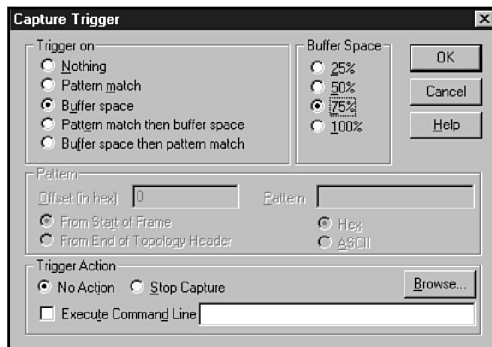 Capture Trigger
Trigger on
Nothing
Pattern match
Buffer space
Pattern match then buffer space
Buffer space then pattern match
Buffer Space
25%
50%
75%
100%
OK
Cancel
Help
Pattern
Offset (in hex) 0
From Start of Frame
From End of Topology Header
Pattern
Hex
ASCII
Trigger Action
No Action Stop Capture
Browse...
Execute Command Line